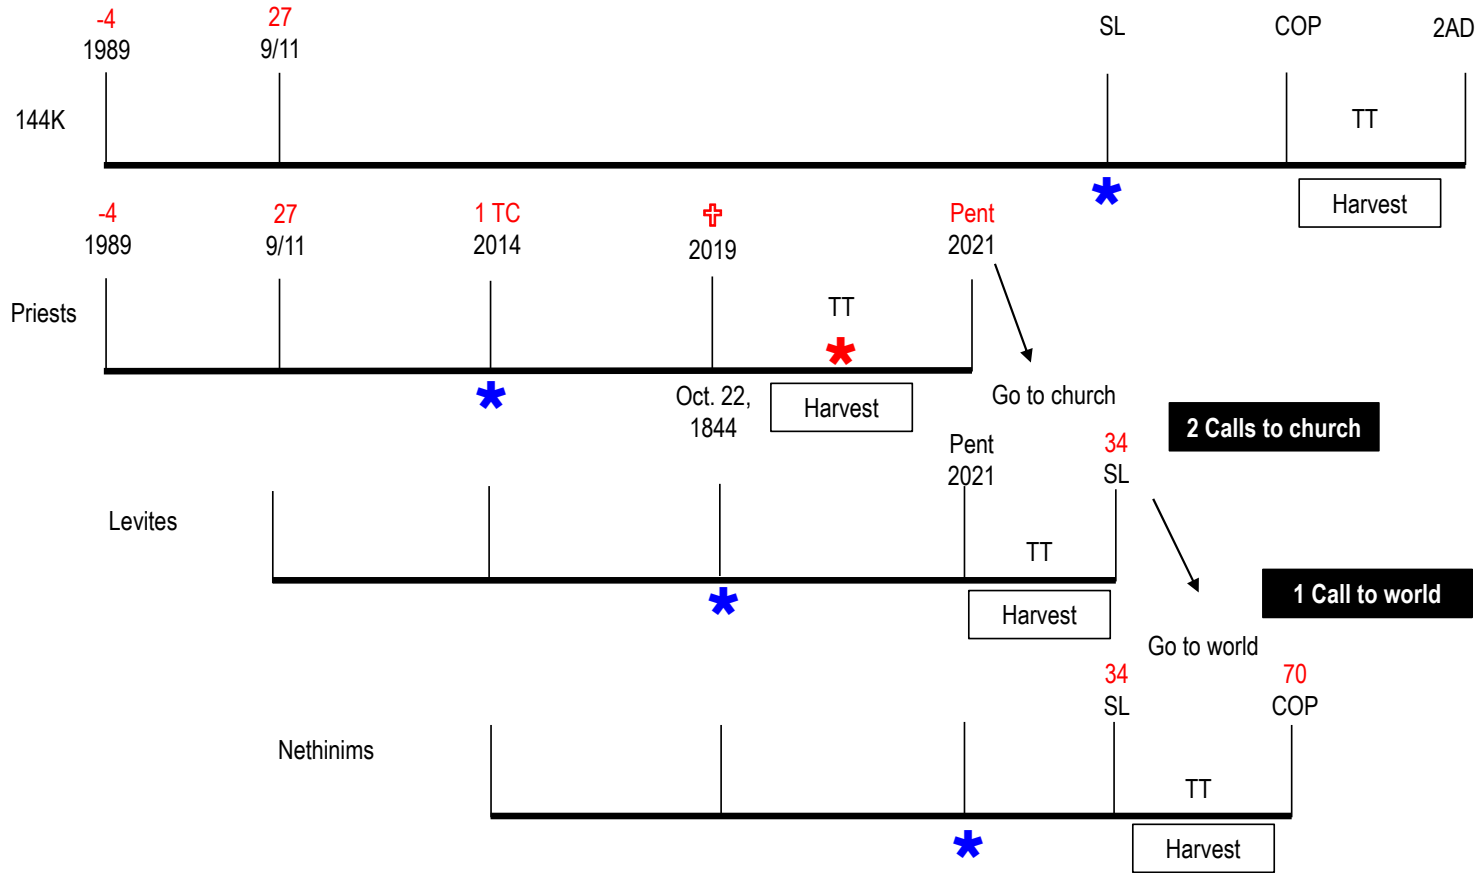 -4
1989
27
9/11
SL
COP
2AD
144K
TT
Harvest
-4
1989
27
9/11
1 TC
2014
2019
Pent
2021
Priests
TT
Oct. 22,
1844
Harvest
Go to church
2 Calls to church
Pent
2021
34
SL
Levites
TT
Harvest
1 Call to world
Go to world
34
SL
70
COP
Nethinims
TT
Harvest